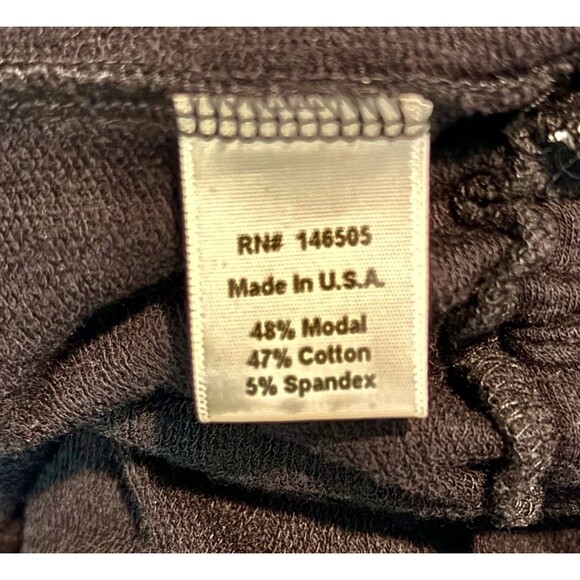 RN# 146505
Made In U.S.A.
48% Modal
47% Cotton
5% Spandex